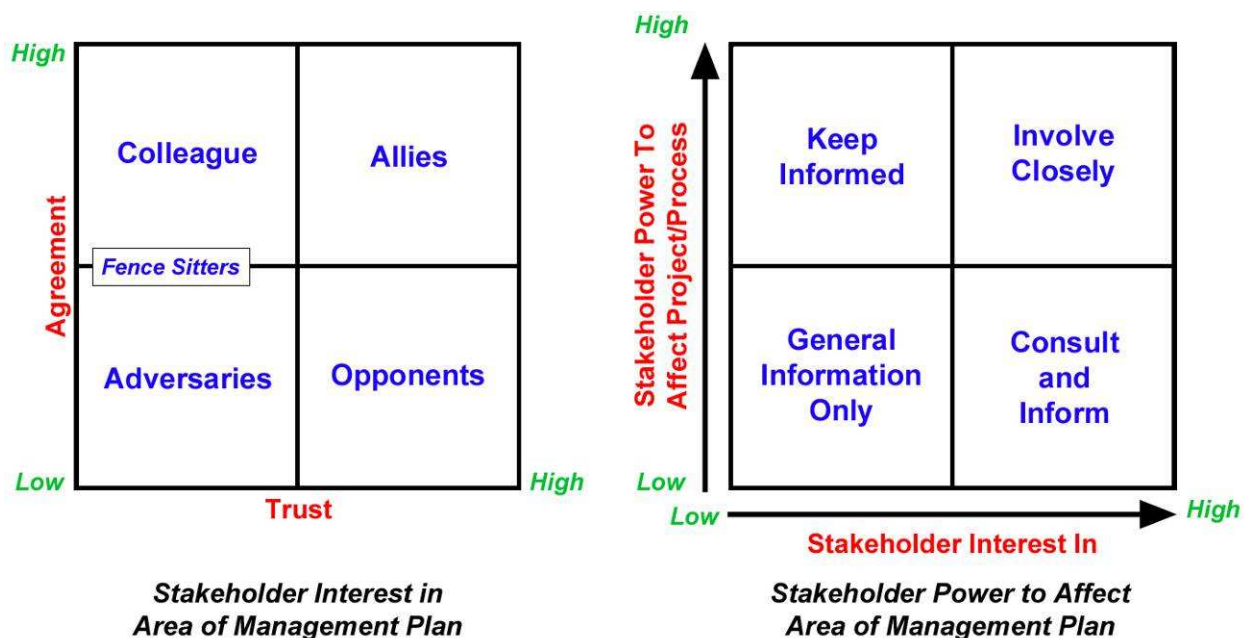 High
Agreement
Colleague
Allies
Fence Sitters
Adversaries
Opponents
Low
High
Trust
Stakeholder Interest in
Area of Management Plan
High
Stakeholder Power To
Affect Project/Process
Keep
Informed
Involve
Closely
General
Information
Only
Consult
and
Inform
Low
Low
High
Stakeholder Interest In
Stakeholder Power to Affect
Area of Management Plan